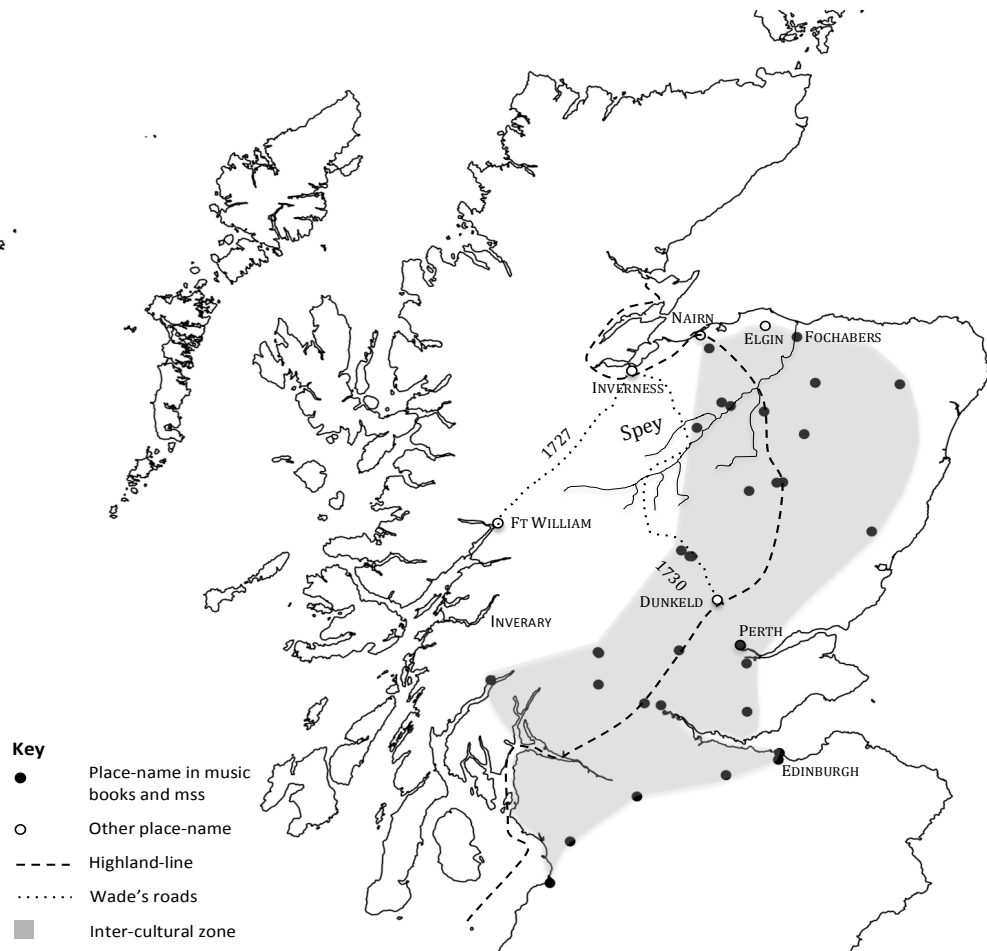 NAIRN
ELGIN
FOCHABERS
INVERNESS
Spey
1727
FT WILLIAM
1730
DUNKELD
INVERARY
PERTH
EDINBURGH
Key
Place-name in music
books and mss
Other place-name
Highland-line
Wade's roads
Inter-cultural zone